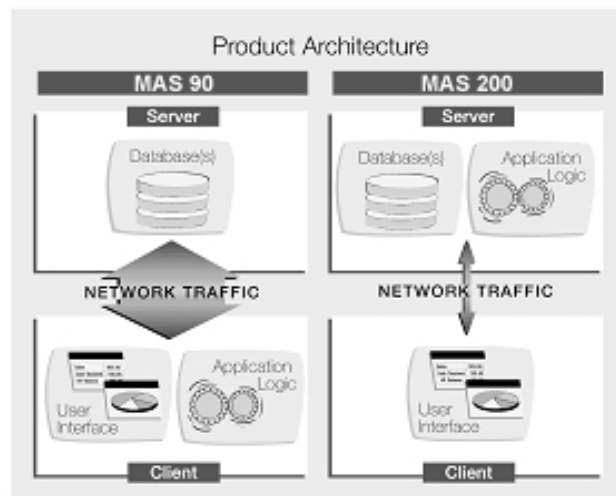 Product Architecture
MAS 90
MAS 200
Server
Server
Database(s)
Database(s)
Application
Logic
NETWORK TRAFFIC
NETWORK TRAFFIC
User
Interface
Application
Logic
User
Interface
Client
Client